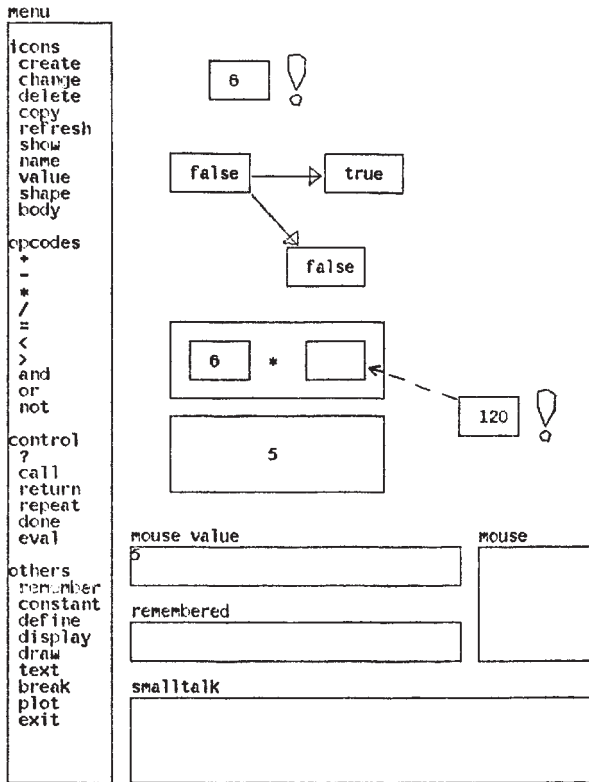 menu
icons
create
change
delete
copy
refresh
show
name
value
shape
body
opcodes
+
-
*
/
=
<
>
and
or
not
control
?
call
return
repeat
done
eval
others
remember
constant
define
display
draw
text
break
plot
exit
6 !
false true
false
6 *
120 !
5
mouse value
5
mouse
remembered
smalltalk